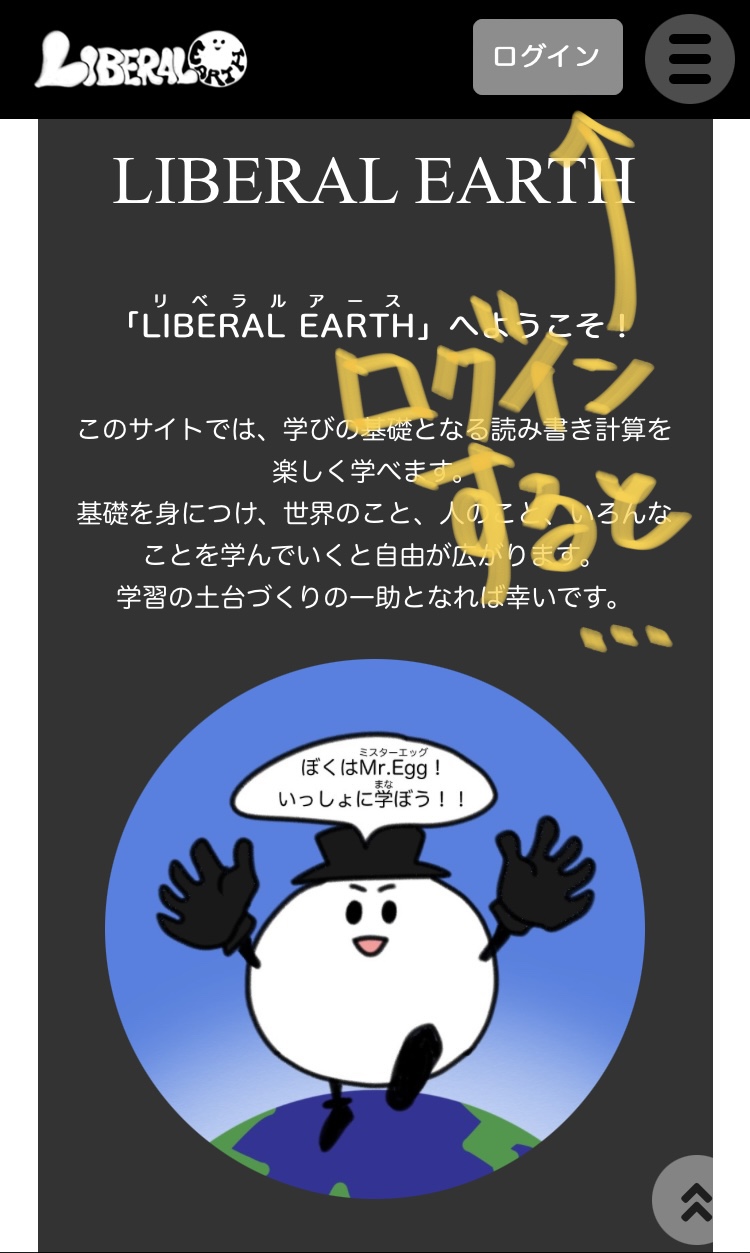 LIBERAL EARTH
ログイン
LIBERAL EARTH
リベラルアース
「LIBERAL EARTH」へようこそ！
ログイン
すると
...
このサイトでは、学びの基礎となる読み書き計算を
楽しく学べます。
基礎を身につけ、世界のこと、人のこと、いろんな
ことを学んでいくと自由が広がります。
学習の土台づくりの一助となれば幸いです。
ミスターエッグ
ぼくはMr.Egg！
まな
いっしょに学ぼう！！